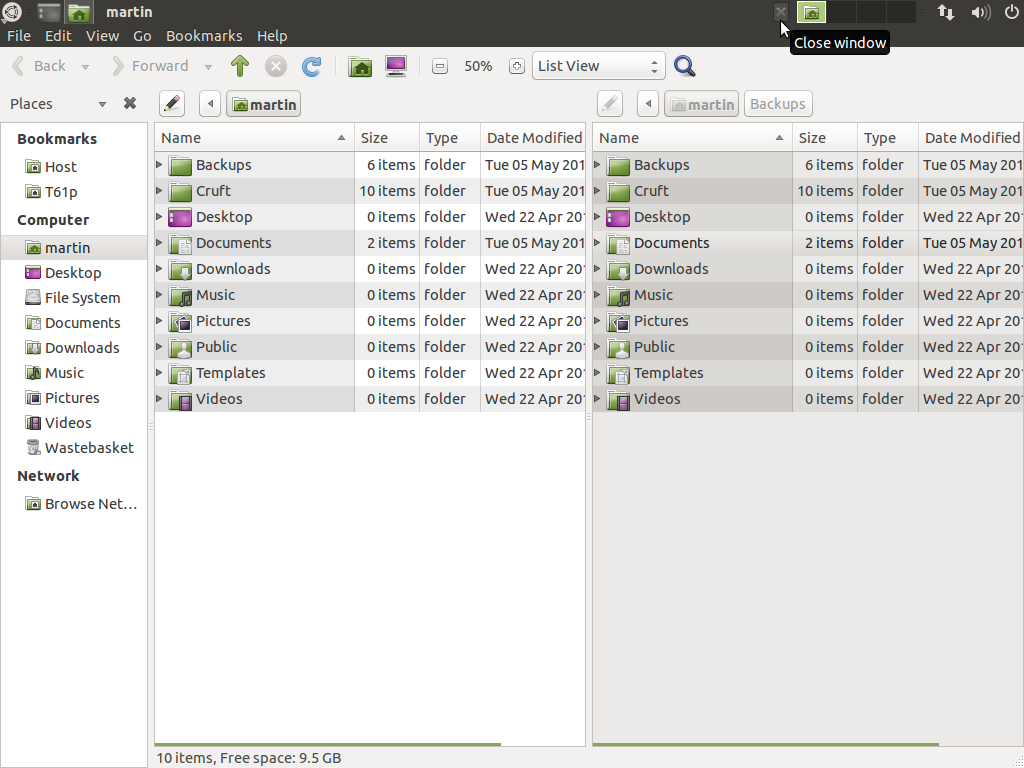 martin
File Edit View Go Bookmarks Help
Close window
Back Forward 50% List View
Places martin martin Backups
Bookmarks
Host
T61p
Computer
martin
Desktop
File System
Documents
Downloads
Music
Pictures
Videos
Wastebasket
Network
Browse Net...
Name Size Type Date Modified
Backups 6 items folder Tue 05 May 201
Cruft 10 items folder Tue 05 May 201
Desktop 0 items folder Wed 22 Apr 201
Documents 2 items folder Tue 05 May 201
Downloads 0 items folder Wed 22 Apr 201
Music 0 items folder Wed 22 Apr 201
Pictures 0 items folder Wed 22 Apr 201
Public 0 items folder Wed 22 Apr 201
Templates 0 items folder Wed 22 Apr 201
Videos 0 items folder Wed 22 Apr 201
Name Size Type Date Modified
Backups 6 items folder Tue 05 May 201
Cruft 10 items folder Tue 05 May 201
Desktop 0 items folder Wed 22 Apr 201
Documents 2 items folder Tue 05 May 201
Downloads 0 items folder Wed 22 Apr 201
Music 0 items folder Wed 22 Apr 201
Pictures 0 items folder Wed 22 Apr 201
Public 0 items folder Wed 22 Apr 201
Templates 0 items folder Wed 22 Apr 201
Videos 0 items folder Wed 22 Apr 201
10 items, Free space: 9.5 GB